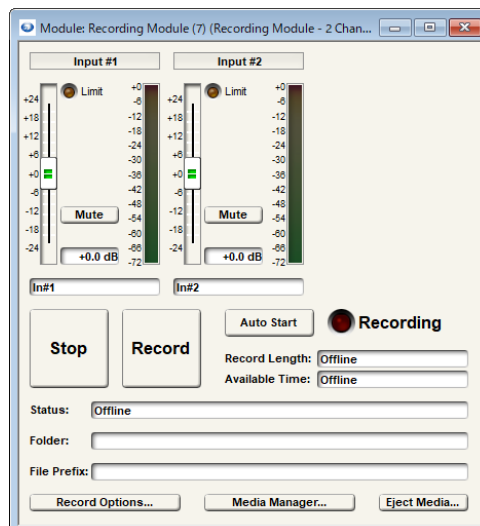 Module: Recording Module (7) (Recording Module - 2 Chan...
Input #1 Input #2
Limit Limit
+24 +18 +12 +6 +0 -6 -12 -18 -24
+0 -6 -12 -18 -24 -30 -36 -42 -48 -54 -60 -66 -72
+24 +18 +12 +6 +0 -6 -12 -18 -24
+0 -6 -12 -18 -24 -30 -36 -42 -48 -54 -60 -66 -72
Mute Mute
+0.0 dB +0.0 dB
In#1 In#2
Stop Record Auto Start Recording
Record Length: Offline
Available Time: Offline
Status: Offline
Folder:
File Prefix:
Record Options... Media Manager... Eject Media...